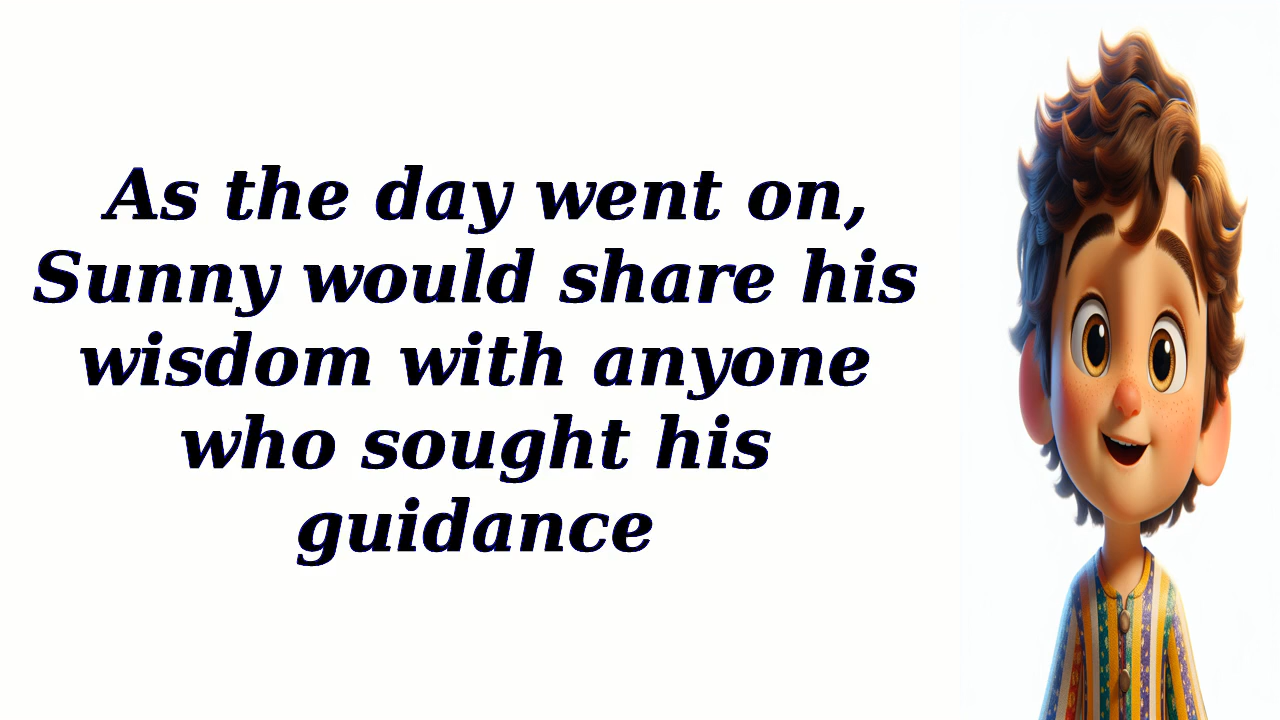 As the day went on,
Sunny would share his
wisdom with anyone
who sought his
guidance